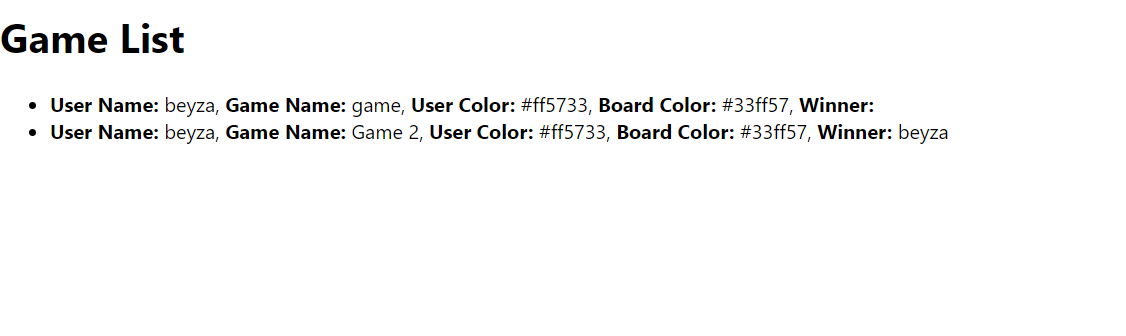 Game List
• User Name: beyza, Game Name: game, User Color: #ff5733, Board Color: #33ff57, Winner:
• User Name: beyza, Game Name: Game 2, User Color: #ff5733, Board Color: #33ff57, Winner: beyza